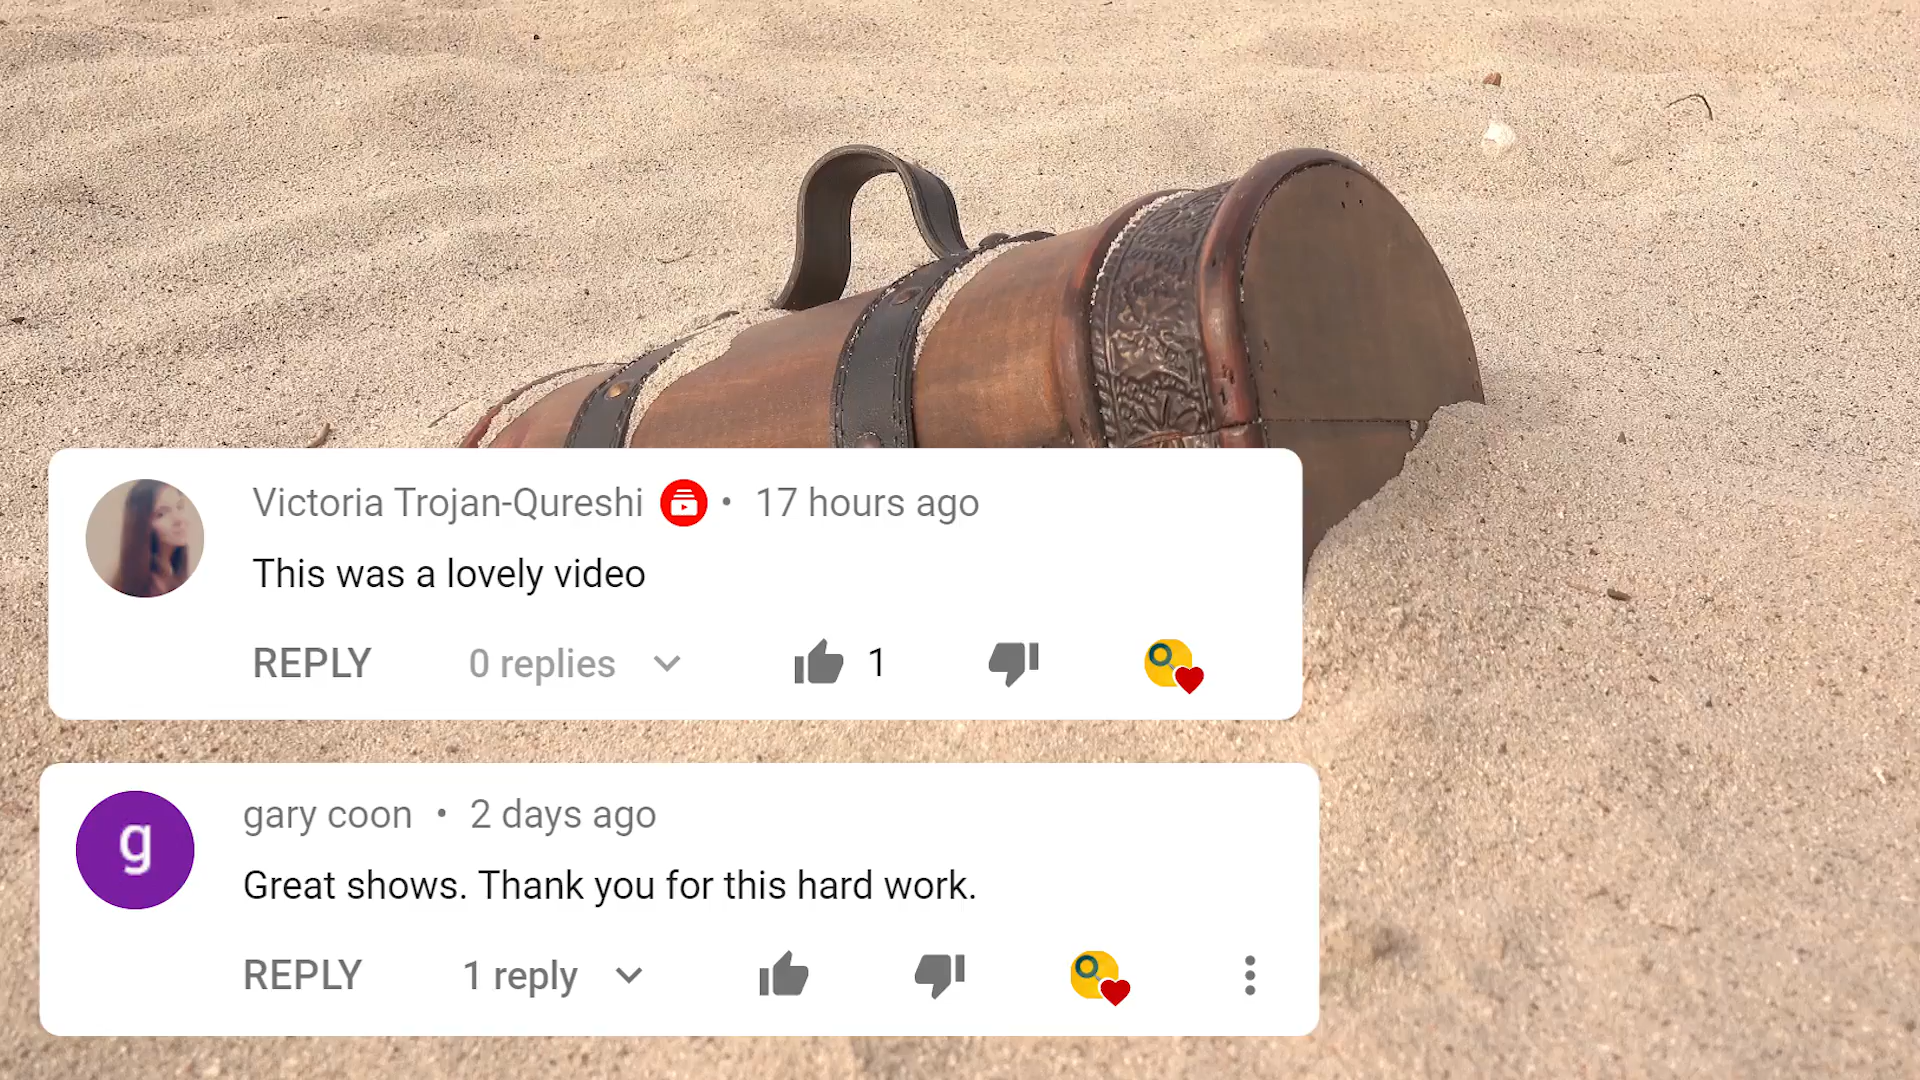 Victoria Trojan-Qureshi • 17 hours ago
This was a lovely video
REPLY 0 replies 1
g
gary coon • 2 days ago
Great shows. Thank you for this hard work.
REPLY 1 reply